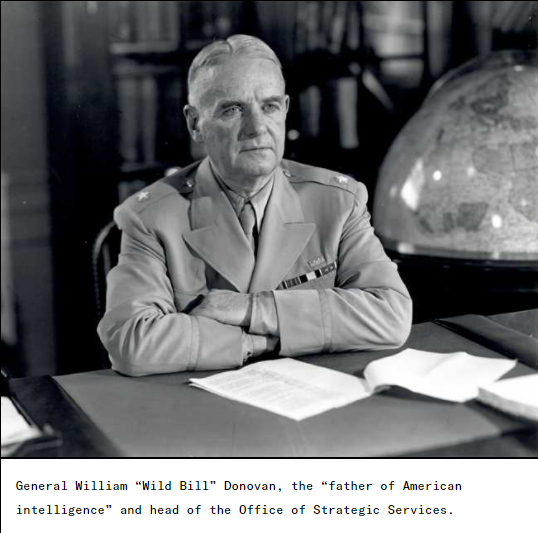 General William “Wild Bill” Donovan, the “father of American
intelligence” and head of the Office of Strategic Services.